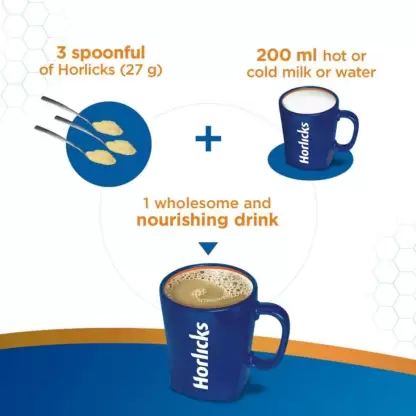 3 spoonful
of Horlicks (27 g)
200 ml hot or
cold milk or water
+
Horlicks
1 wholesome and
nourishing drink
Horlicks